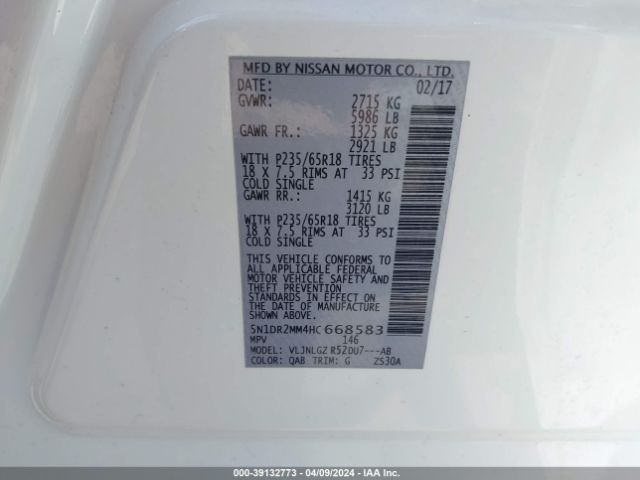 MFD BY NISSAN MOTOR CO., LTD.
DATE: 02/17
GVWR: 2715 KG
5986 LB
GAWR FR.: 1325 KG
2921 LB
WITH P235/65R18 TIRES
18 X 7.5 RIMS AT 33 PSI
COLD SINGLE
GAWR RR.: 1415 KG
3120 LB
WITH P235/65R18 TIRES
18 X 7.5 RIMS AT 33 PSI
COLD SINGLE
THIS VEHICLE CONFORMS TO
ALL APPLICABLE FEDERAL
MOTOR VEHICLE SAFETY AND
THEFT PREVENTION
STANDARDS IN EFFECT ON
THE DATE OF MANUFACTURE
SHOWN ABOVE.
5N1DR2MM4HC668583
MPV 146
MODEL: VLJNLGZ R52DU7---AB
COLOR: QAB TRIM: G ZS30A
000-39132773 - 04/09/2024 - IAA Inc.